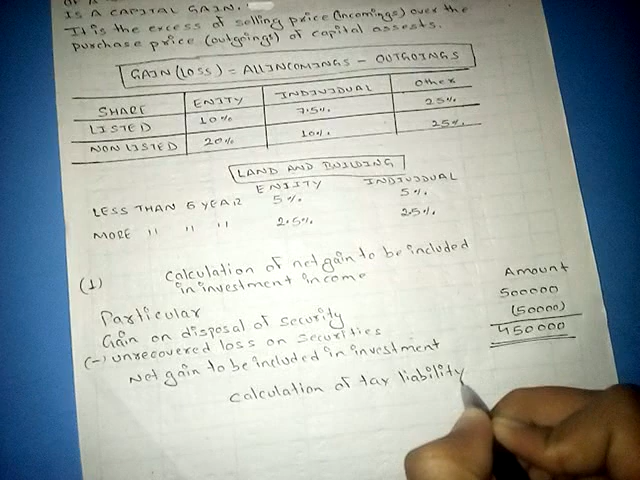 IS A CAPITAL GAIN.
It is the excess of selling price (Incomings) over the
purchase price (outgoings) of capital assests.
GAIN (LOSS) = ALL INCOMINGS - OUTGOINGS
SHARE ENTITY INDIVIDUAL Other
LISTED 10% 7.5% 25%
NON LISTED 20% 10% 25%
LAND AND BUILDING
ENTITY INDIVIDUAL
LESS THAN 5 YEAR 5% 5%
MORE " " " 2.5% 2.5%
(1) Calculation of net gain to be included
in investment income
Particular Amount
Gain on disposal of security 500000
(-) unrecovered loss on securities (50000)
Net gain to be included in investment 450000
Calculation of tax liability